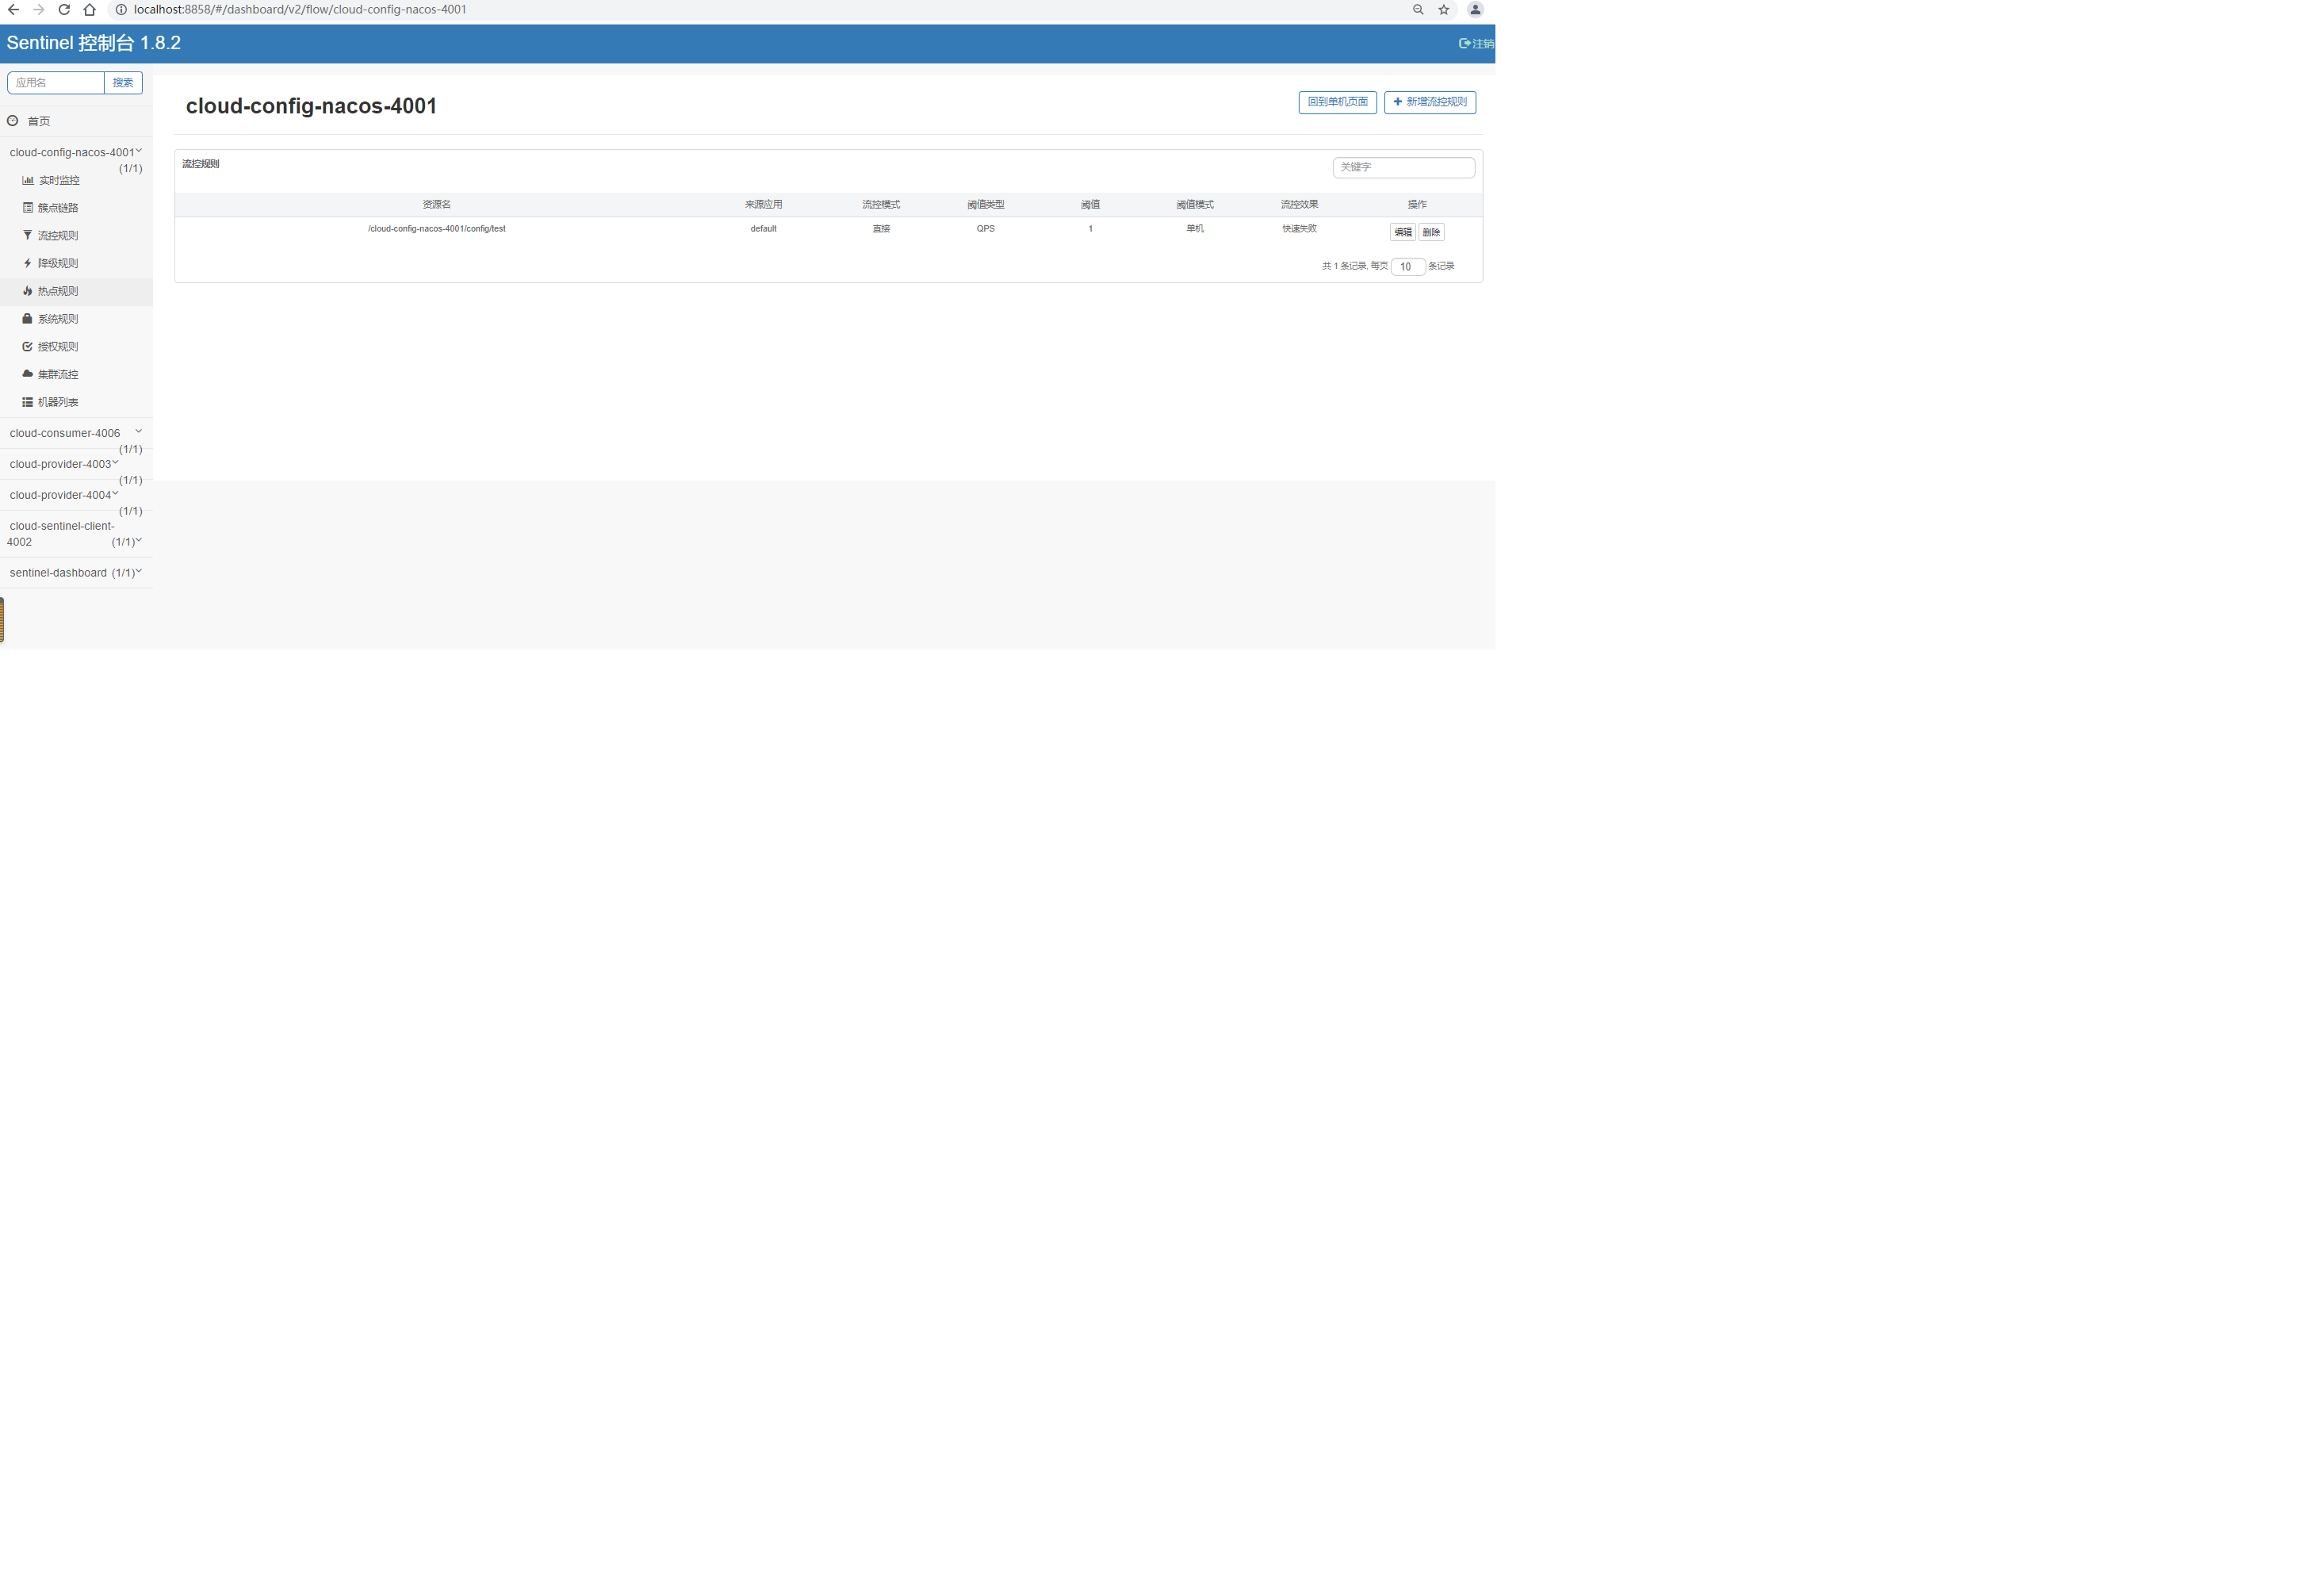 localhost:8858/#/dashboard/v2/flow/cloud-config-nacos-4001
Sentinel 控制台 1.8.2
注销
应用名 搜索
首页
cloud-config-nacos-4001
(1/1)
实时监控
簇点链路
流控规则
降级规则
热点规则
系统规则
授权规则
集群流控
机器列表
cloud-consumer-4006
(1/1)
cloud-provider-4003
(1/1)
cloud-provider-4004
(1/1)
cloud-sentinel-client-
4002 (1/1)
sentinel-dashboard (1/1)
cloud-config-nacos-4001
回到单机页面 新增流控规则
流控规则 关键字
资源名 来源应用 流控模式 阈值类型 阈值 阈值模式 流控效果 操作
/cloud-config-nacos-4001/config/test default 直接 QPS 1 单机 快速失败 编辑 删除
共 1 条记录, 每页 10 条记录